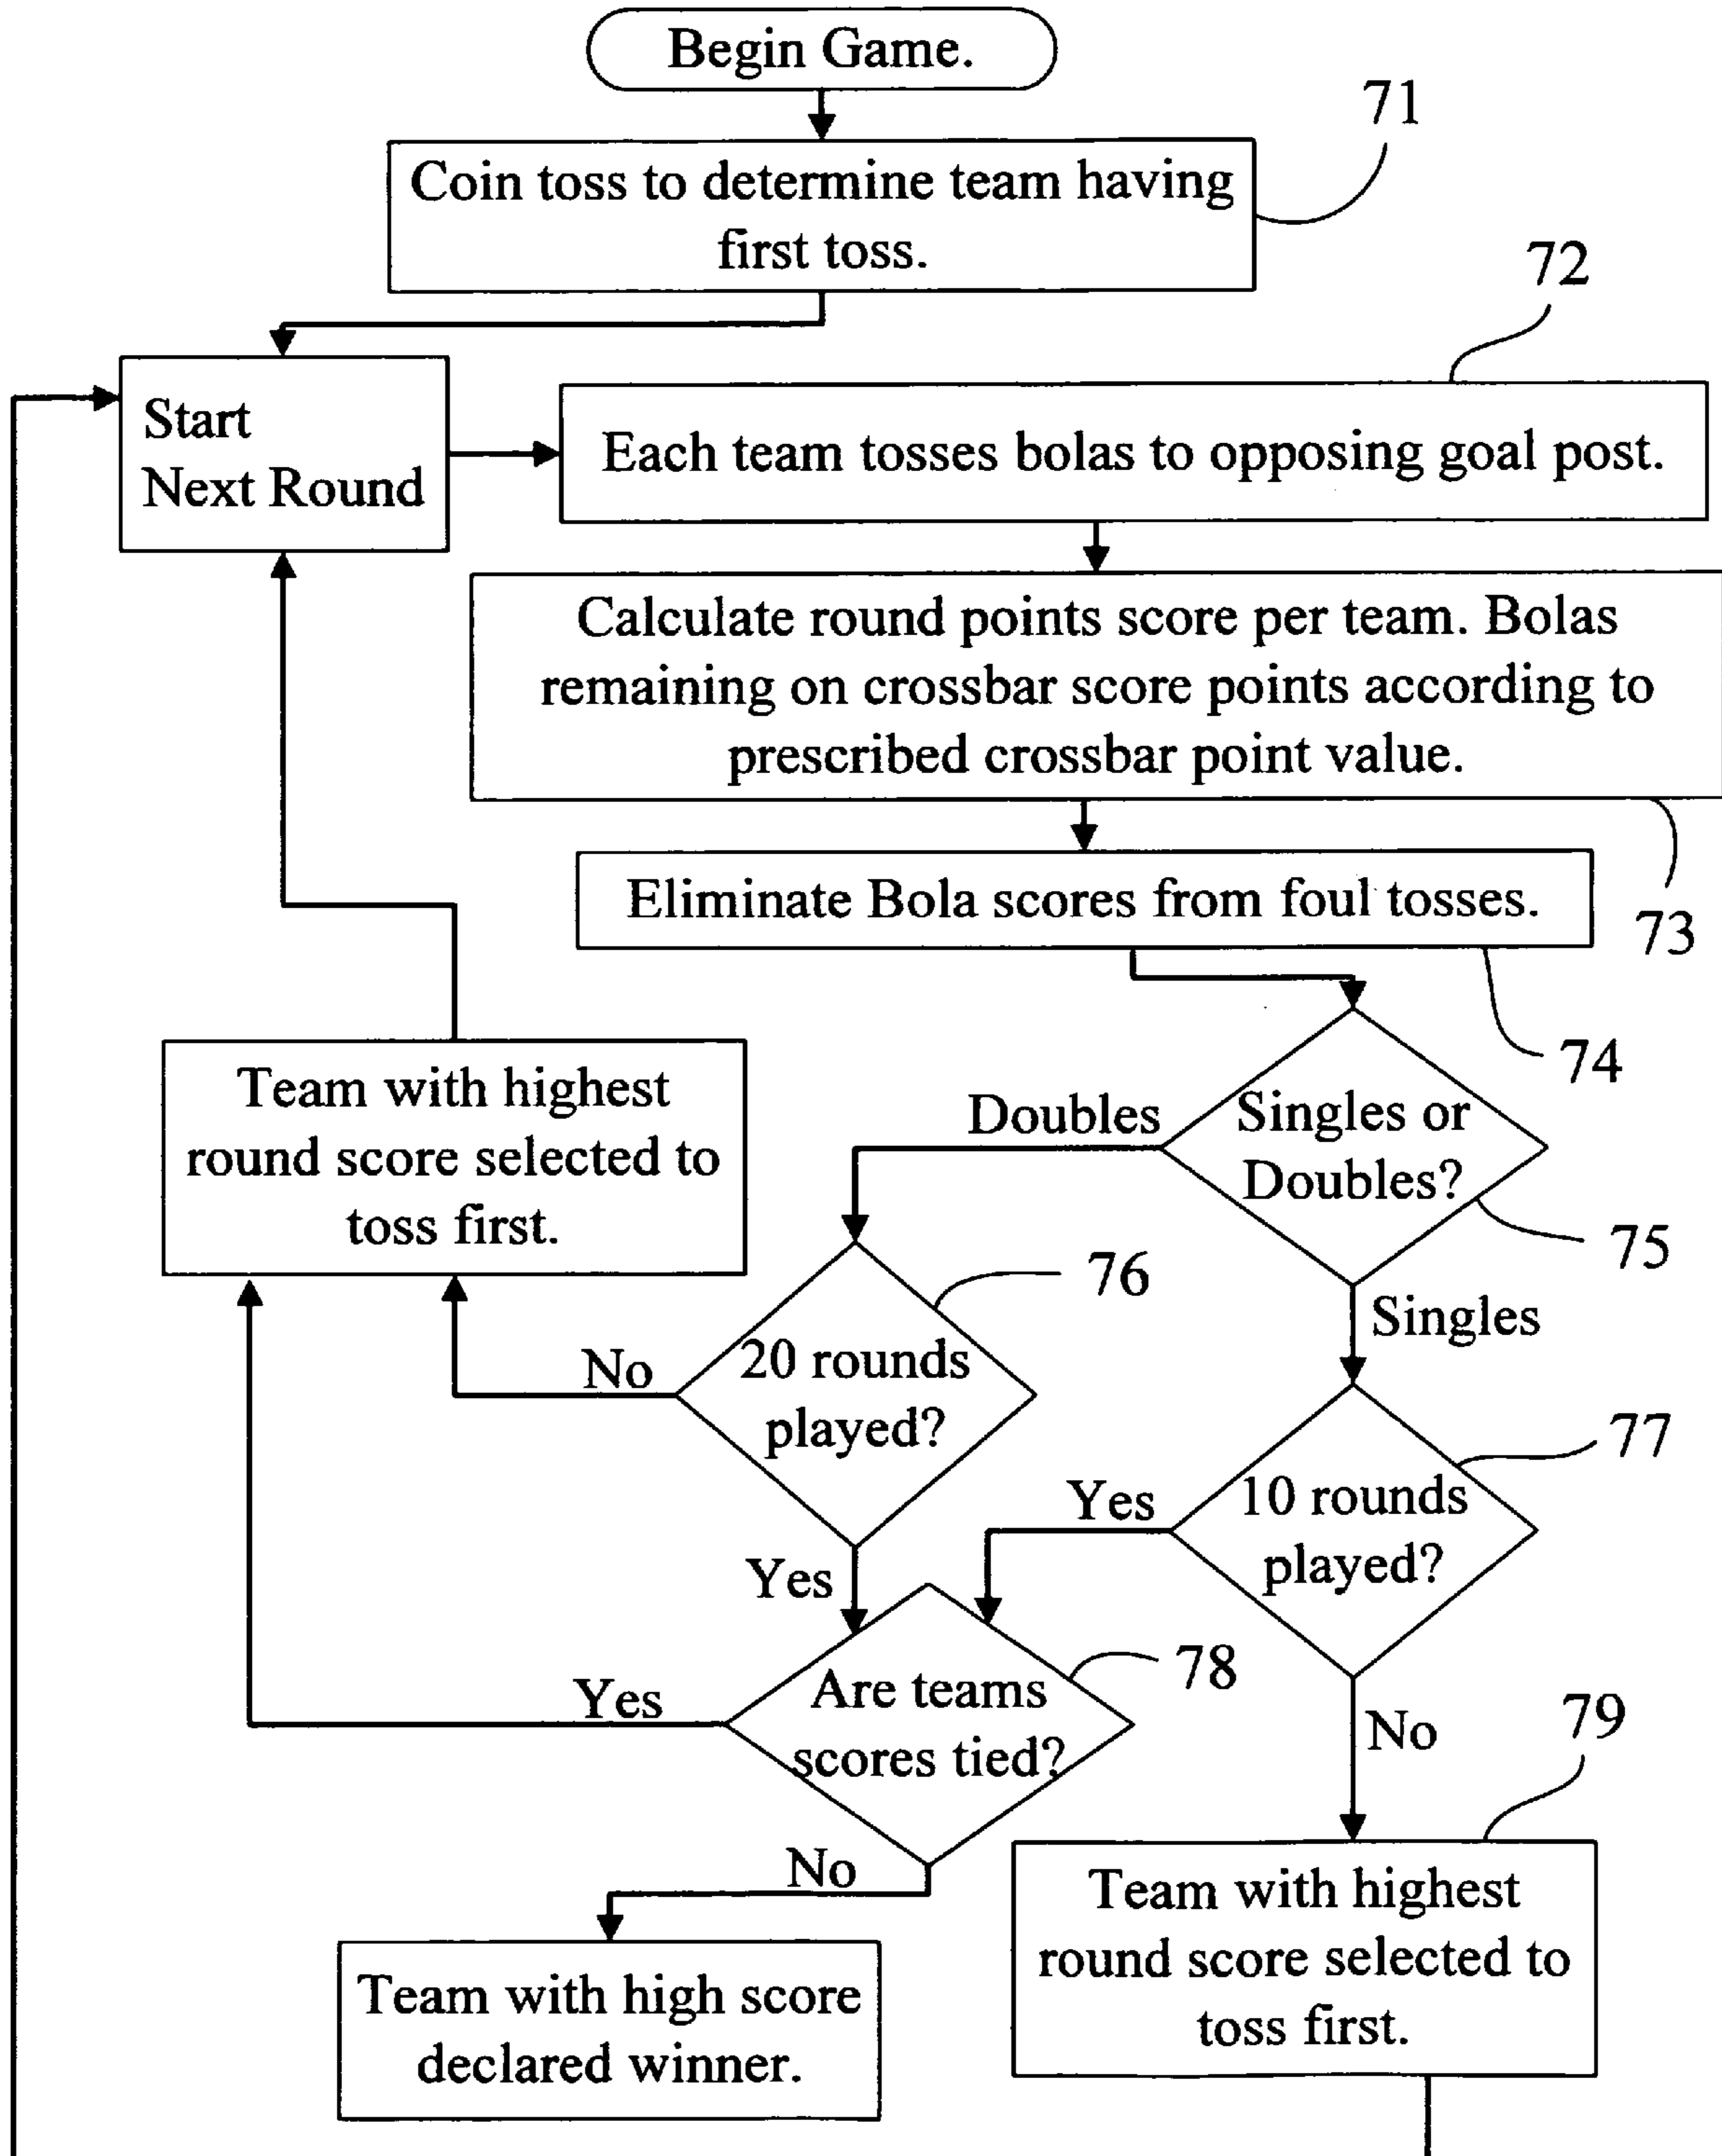 Begin Game.
71
Coin toss to determine team having
first toss.
72
Start
Next Round
Each team tosses bolas to opposing goal post.
Calculate round points score per team. Bolas
remaining on crossbar score points according to
prescribed crossbar point value.
73
Eliminate Bola scores from foul tosses.
74
Team with highest
round score selected to
toss first.
Doubles
Singles or
Doubles?
75
Singles
76
20 rounds
played?
No
Yes
77
10 rounds
played?
Yes
78
Are teams
scores tied?
Yes
No
79
No
Team with high score
declared winner.
Team with highest
round score selected to
toss first.